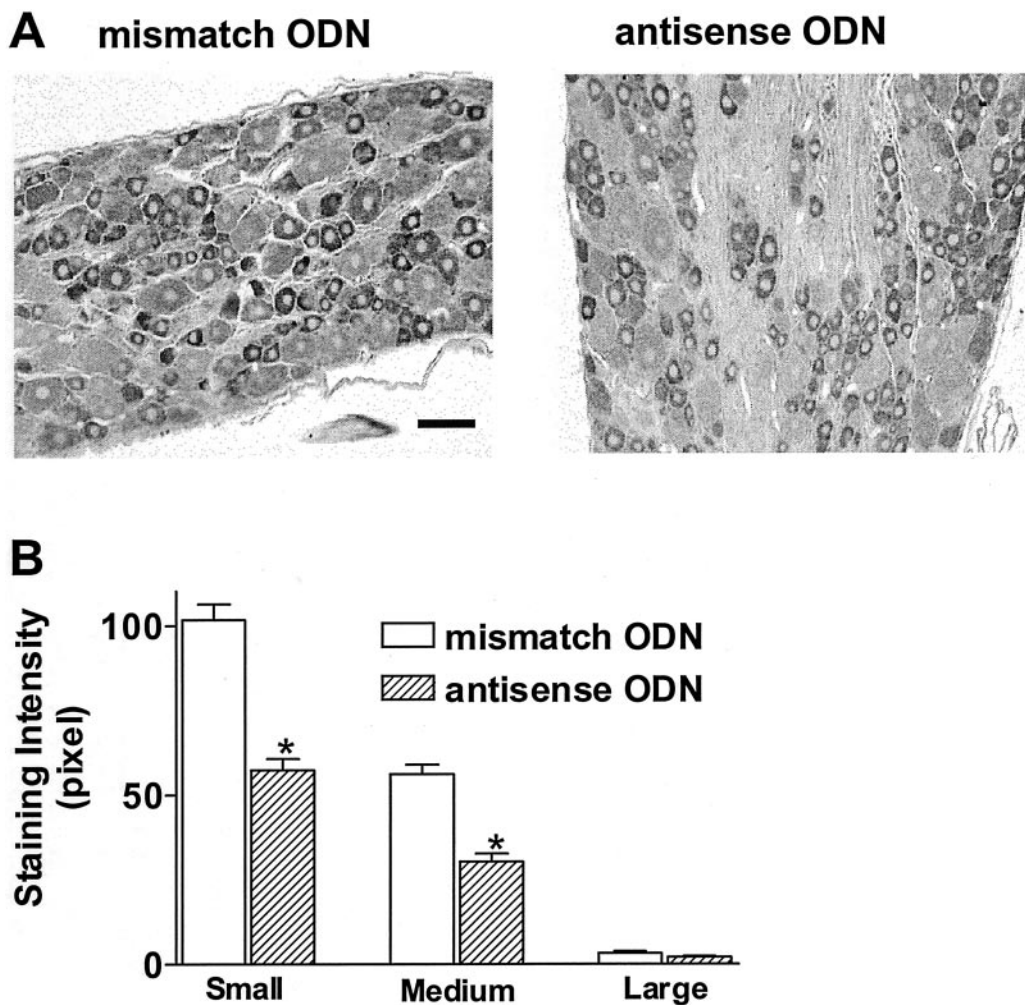 A mismatch ODN antisense ODN
B
Staining Intensity
(pixel)
100
50
0
mismatch ODN
antisense ODN
*
*
Small Medium Large